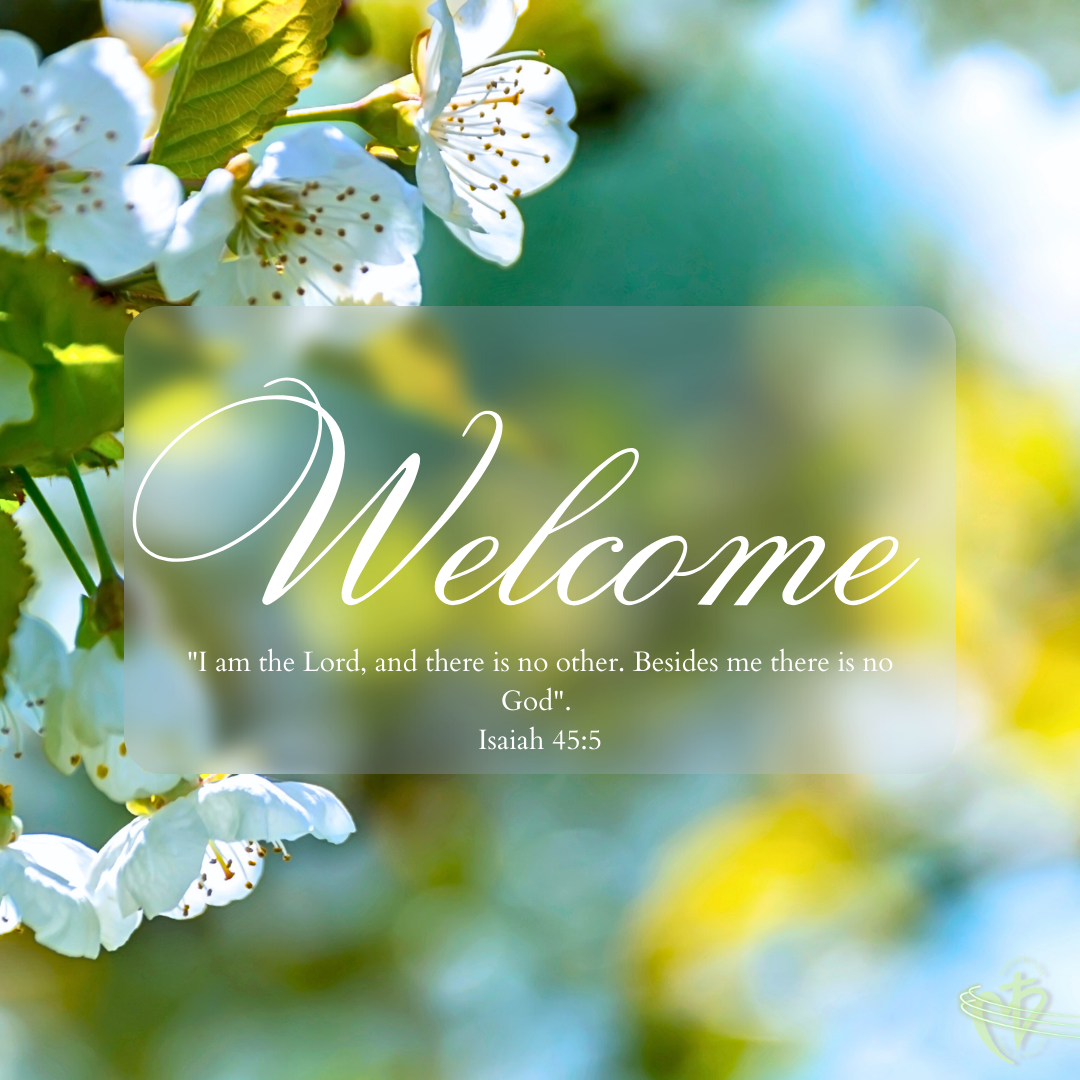 Welcome
"I am the Lord, and there is no other. Besides me there is no
God".
Isaiah 45:5